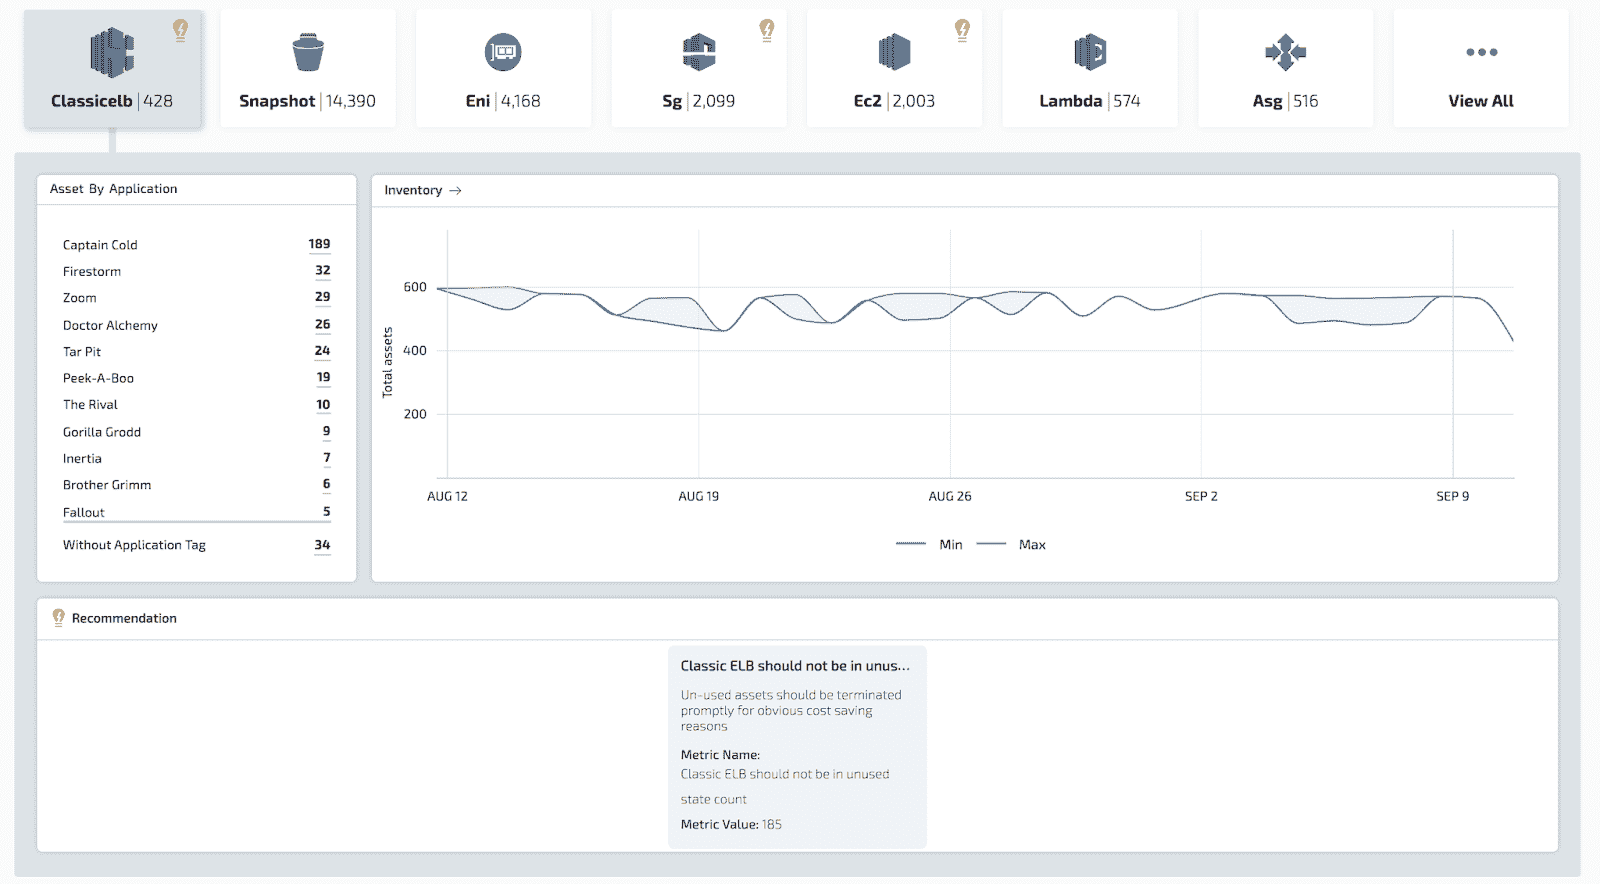 Classicelb | 428
Snapshot | 14,390
Eni | 4,168
Sg | 2,099
Ec2 | 2,003
Lambda | 574
Asg | 516
View All
Asset By Application
Captain Cold 189
Firestorm 32
Zoom 29
Doctor Alchemy 26
Tar Pit 24
Peek-A-Boo 19
The Rival 10
Gorilla Grodd 9
Inertia 7
Brother Grimm 6
Fallout 5
Without Application Tag 34
Inventory →
Total assets
600
400
200
AUG 12 AUG 19 AUG 26 SEP 2 SEP 9
Min Max
Recommendation
Classic ELB should not be in unus...
Un-used assets should be terminated
promptly for obvious cost saving
reasons
Metric Name:
Classic ELB should not be in unused
state count
Metric Value: 185